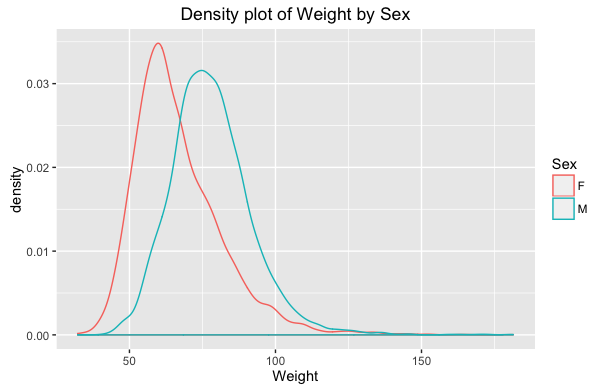 Density plot of Weight by Sex
0.03
0.02
0.01
0.00
density
50 100 150
Weight
Sex
F
M